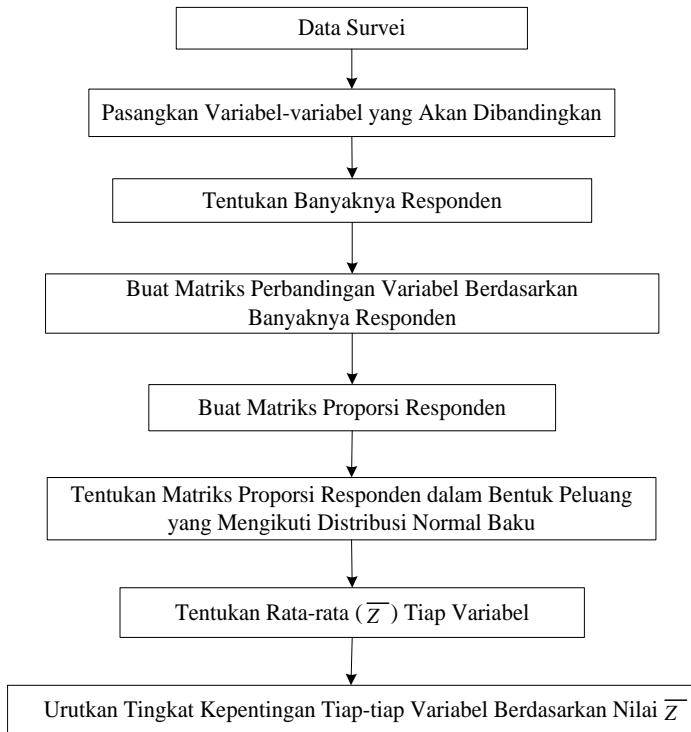 Data Survei
Pasangkan Variabel-variabel yang Akan Dibandingkan
Tentukan Banyaknya Responden
Buat Matriks Perbandingan Variabel Berdasarkan
Banyaknya Responden
Buat Matriks Proporsi Responden
Tentukan Matriks Proporsi Responden dalam Bentuk Peluang
yang Mengikuti Distribusi Normal Baku
Tentukan Rata-rata ( Z̅ ) Tiap Variabel
Urutkan Tingkat Kepentingan Tiap-tiap Variabel Berdasarkan Nilai Z̅